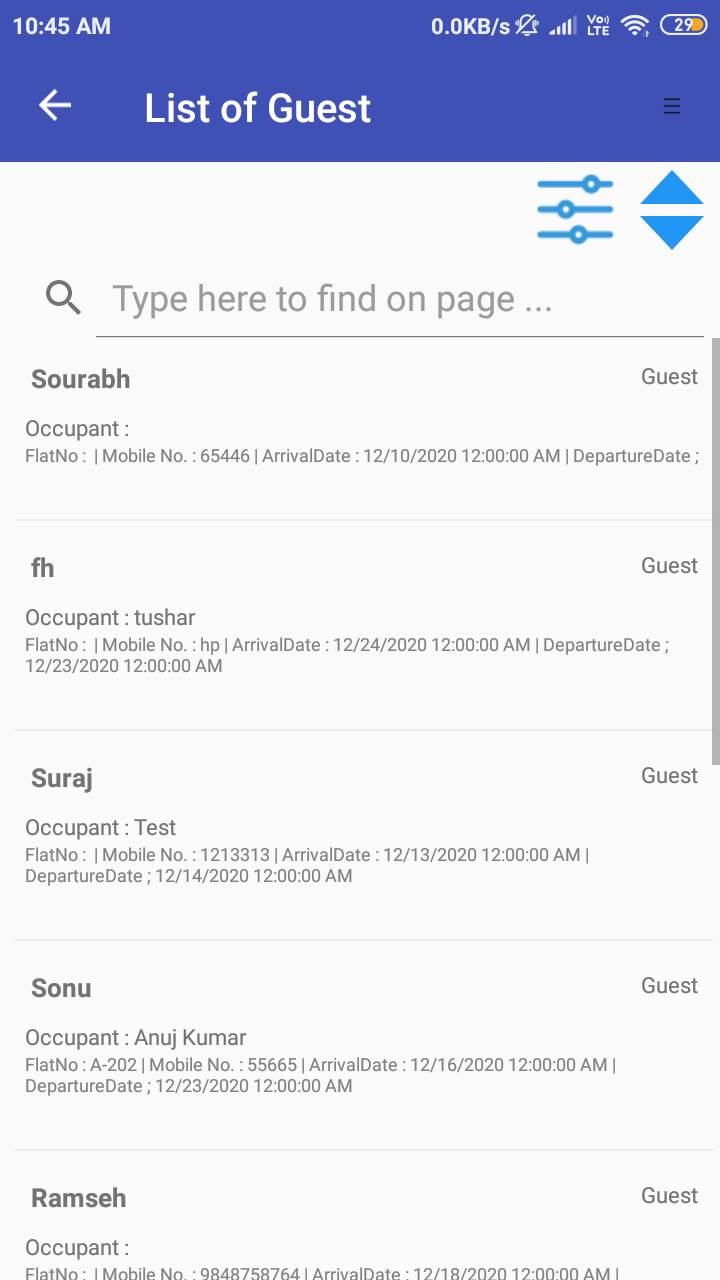 10:45 AM 0.0KB/s Vo) LTE 29
List of Guest
Type here to find on page ...
Sourabh Guest
Occupant :
FlatNo : | Mobile No. : 65446 | ArrivalDate : 12/10/2020 12:00:00 AM | DepartureDate ;
fh Guest
Occupant : tushar
FlatNo : | Mobile No. : hp | ArrivalDate : 12/24/2020 12:00:00 AM | DepartureDate ;
12/23/2020 12:00:00 AM
Suraj Guest
Occupant : Test
FlatNo : | Mobile No. : 1213313 | ArrivalDate : 12/13/2020 12:00:00 AM |
DepartureDate ; 12/14/2020 12:00:00 AM
Sonu Guest
Occupant : Anuj Kumar
FlatNo : A-202 | Mobile No. : 55665 | ArrivalDate : 12/16/2020 12:00:00 AM |
DepartureDate ; 12/23/2020 12:00:00 AM
Ramseh Guest
Occupant :
FlatNo : | Mobile No. : 9848758764 | ArrivalDate : 12/18/2020 12:00:00 AM |